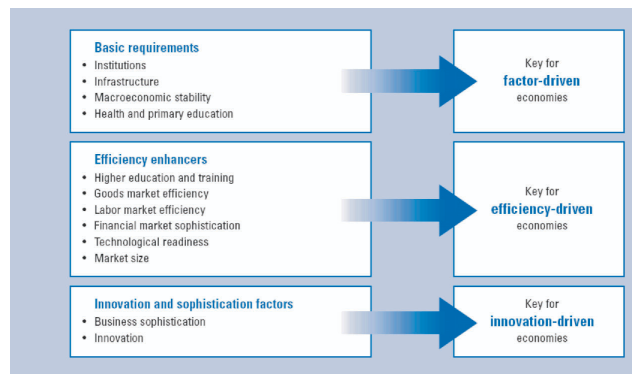 Basic requirements
• Institutions
• Infrastructure
• Macroeconomic stability
• Health and primary education
Key for
factor-driven
economies
Efficiency enhancers
• Higher education and training
• Goods market efficiency
• Labor market efficiency
• Financial market sophistication
• Technological readiness
• Market size
Key for
efficiency-driven
economies
Innovation and sophistication factors
• Business sophistication
• Innovation
Key for
innovation-driven
economies